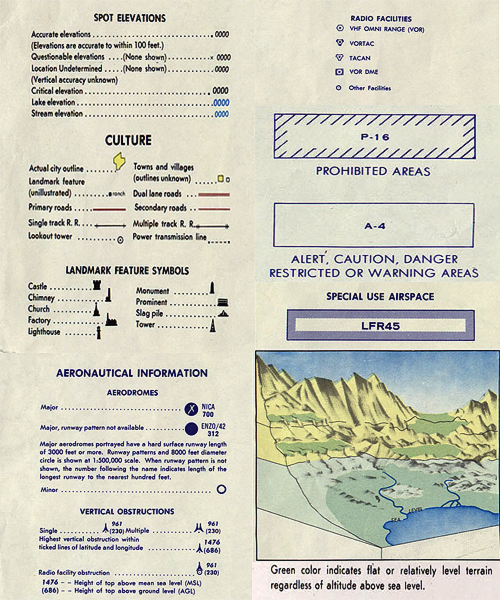 SPOT ELEVATIONS
Accurate elevations 0000
(Elevations are accurate to within 100 feet.)
Questionable elevations (None shown) x 0000
Location Undetermined (None shown) 0000
(Vertical accuracy unknown)
Critical elevation 0000
Lake elevation 0000
Stream elevation 0000
CULTURE
Actual city outline
Landmark feature
(unillustrated) ranch
Primary roads
Single track R. R.
Lookout tower
Towns and villages
(outlines unknown)
Dual lane roads
Secondary roads
Multiple track R. R.
Power transmission line
LANDMARK FEATURE SYMBOLS
Castle
Chimney
Church
Factory
Lighthouse
Monument
Prominent
Slag pile
Tower
AERONAUTICAL INFORMATION
AERODROMES
Major NICA
700
Major, runway pattern not available ENZO/42
312
Major aerodromes portrayed have a hard surface runway length
of 3000 feet or more. Runway patterns and 8000 feet diameter
circle is shown at 1:500,000 scale. When runway pattern is not
shown, the number following the name indicates length of the
longest runway to the nearest hundred feet.
Minor
VERTICAL OBSTRUCTIONS
Single 961 (230) Multiple 961 (230)
Highest vertical obstruction within
ticked lines of latitude and longitude 1476
(686)
Radio facility obstruction 961
(230)
1476 - - Height of top above mean sea level (MSL)
(686) - - Height of top above ground level (AGL)
RADIO FACILITIES
VHF OMNI RANGE (VOR)
VORTAC
TACAN
VOR DME
Other Facilities
P-16
PROHIBITED AREAS
A-4
ALERT, CAUTION, DANGER
RESTRICTED OR WARNING AREAS
SPECIAL USE AIRSPACE
LFR45
SEA LEVEL
Green color indicates flat or relatively level terrain
regardless of altitude above sea level.